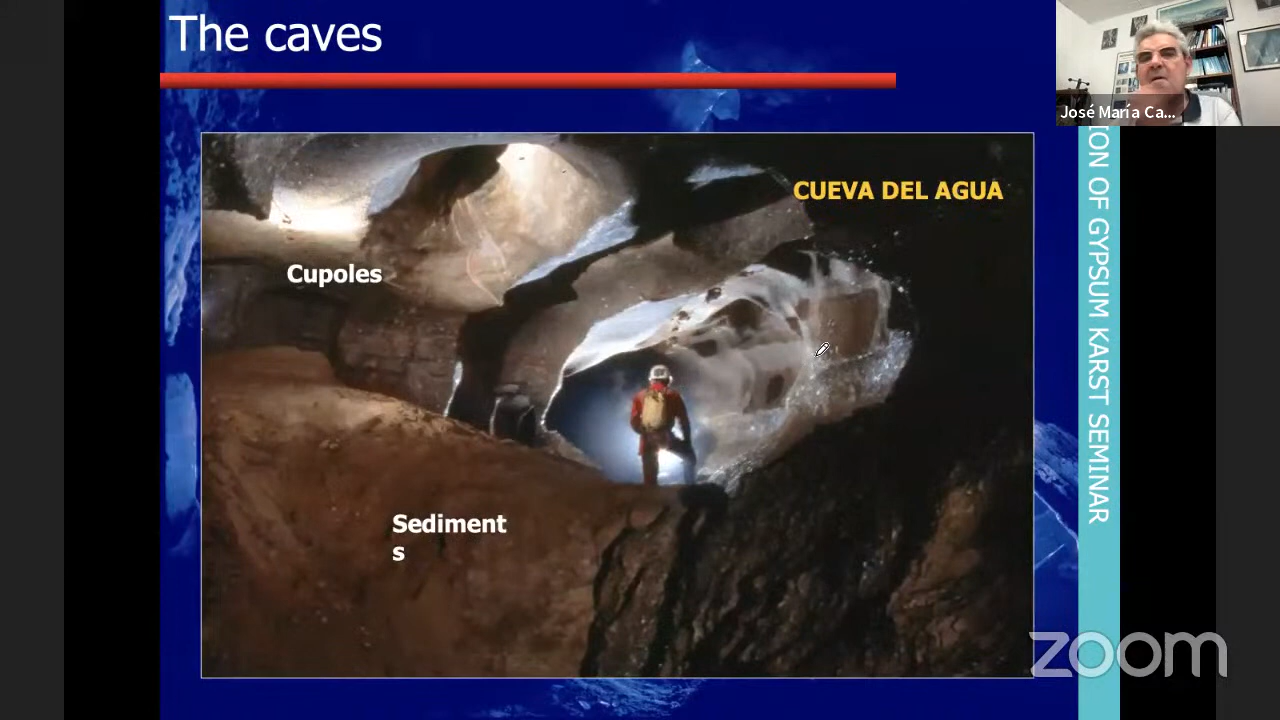 The caves
José María Ca...
CUEVA DEL AGUA
Cupoles
Sediment
s
ION OF GYPSUM KARST SEMINAR
zoom